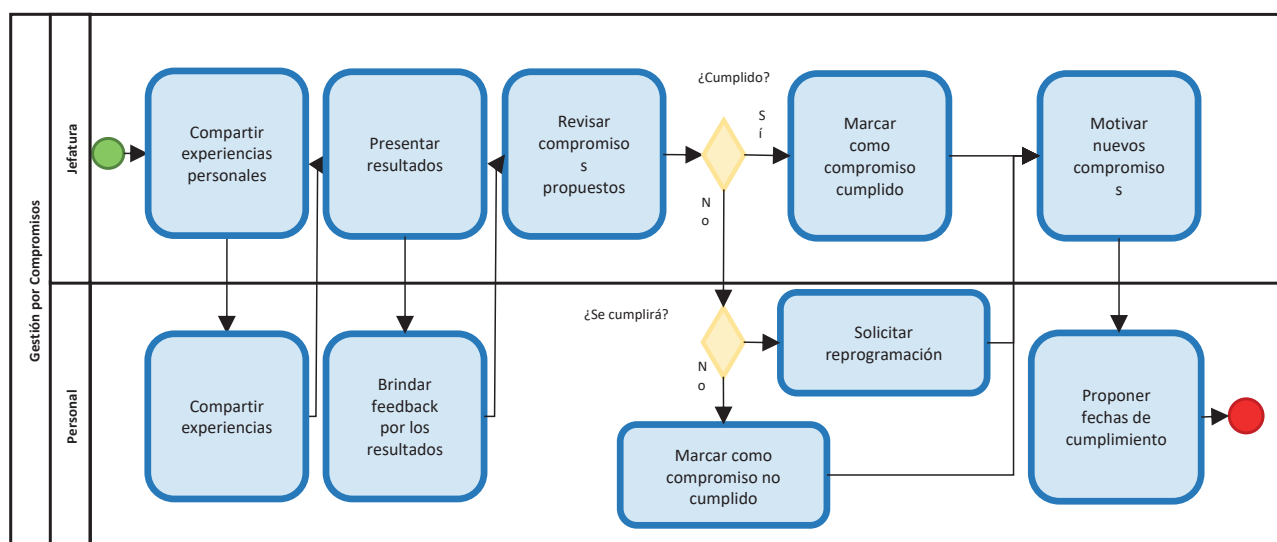 Gestión por Compromisos
Jefatura
Compartir
experiencias
personales
Presentar
resultados
Revisar
compromiso
s
propuestos
¿Cumplido?
S
í
N
o
Marcar
como
compromiso
cumplido
Motivar
nuevos
compromiso
s
Personal
Compartir
experiencias
Brindar
feedback
por los
resultados
¿Se cumplirá?
N
o
Solicitar
reprogramación
Marcar como
compromiso no
cumplido
Proponer
fechas de
cumplimiento